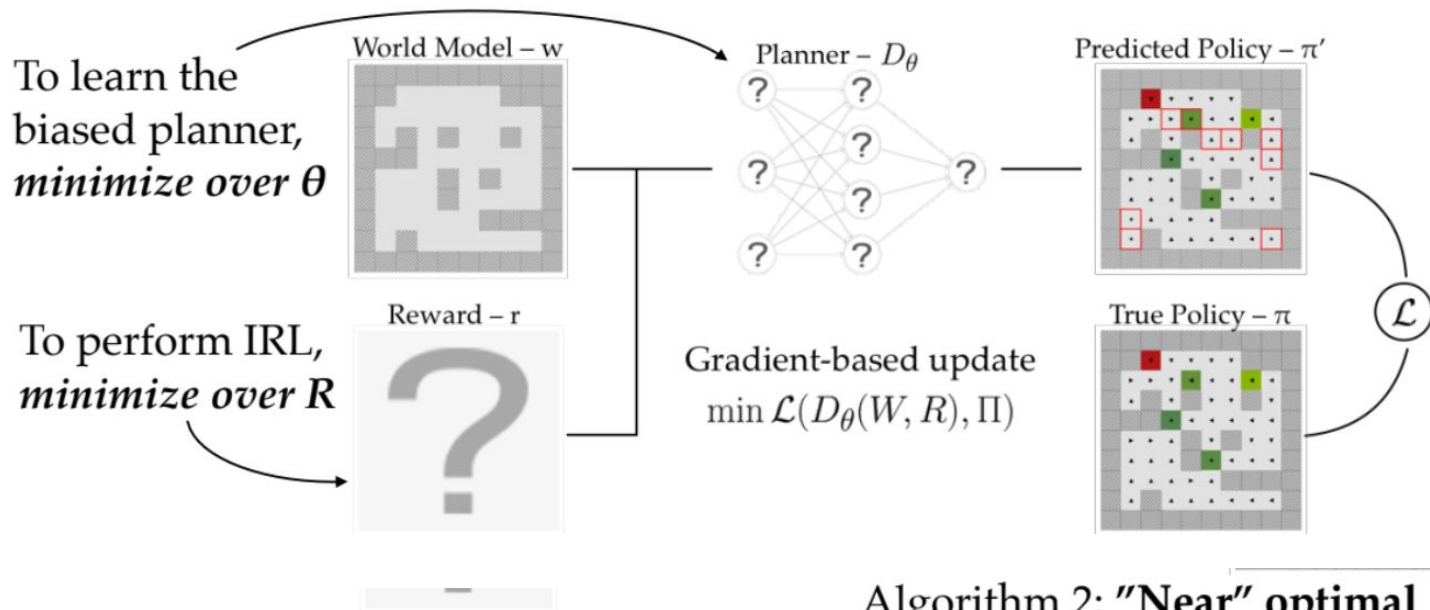 World Model – w
Planner – D_θ
Predicted Policy – π′
To learn the
biased planner,
minimize over θ
? ?
?
? ?
?
? ?
ℒ
Reward – r
True Policy – π
To perform IRL,
minimize over R
?
Gradient-based update
min ℒ(D_θ(W, R), Π)
Algorithm 2: ”Near” optimal